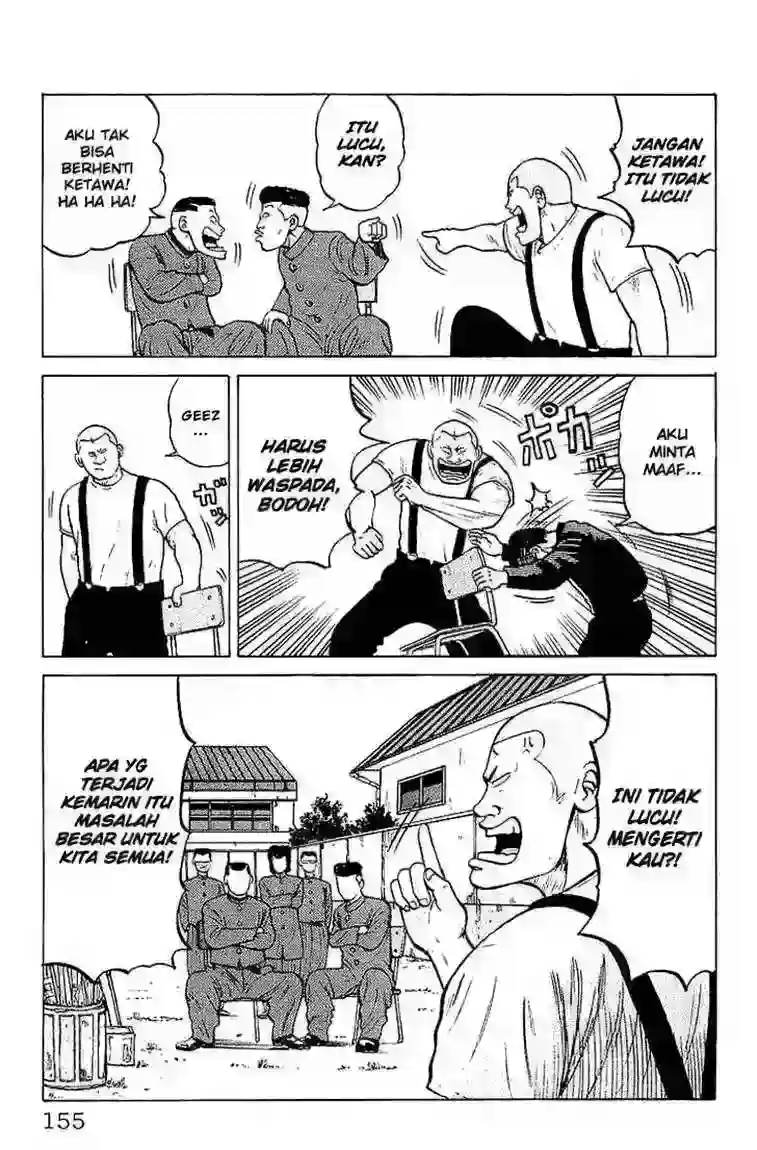 JANGAN
KETAWA!
ITU TIDAK
LUCU!
ITU
LUCU,
KAN?
AKU TAK
BISA
BERHENTI
KETAWA!
HA HA HA!
AKU
MINTA
MAAF...
ポカッ
HARUS
LEBIH
WASPADA,
BODOH!
GEEZ
...
ガッ
INI TIDAK
LUCU!
MENGERTI
KAU?!
APA YG
TERJADI
KEMARIN ITU
MASALAH
BESAR UNTUK
KITA SEMUA!
155